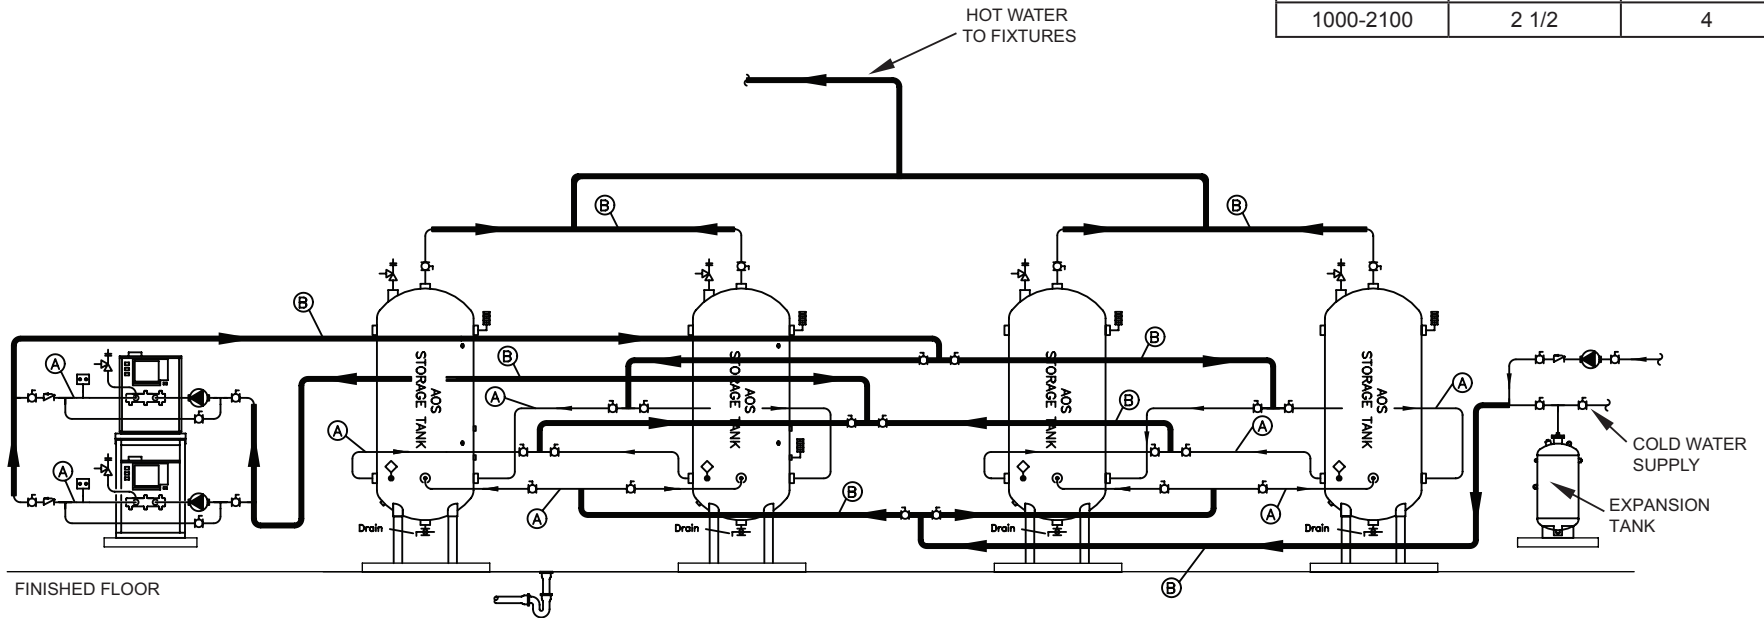 HOT WATER
TO FIXTURES
1000-2100 2 1/2 4
B
B
B
A
B
B
A
A
B
A
A
A
A
B
A
B
A
B
AOS
STORAGE TANK
AOS
STORAGE TANK
AOS
STORAGE TANK
AOS
STORAGE TANK
Drain
Drain
Drain
Drain
COLD WATER
SUPPLY
EXPANSION
TANK
FINISHED FLOOR